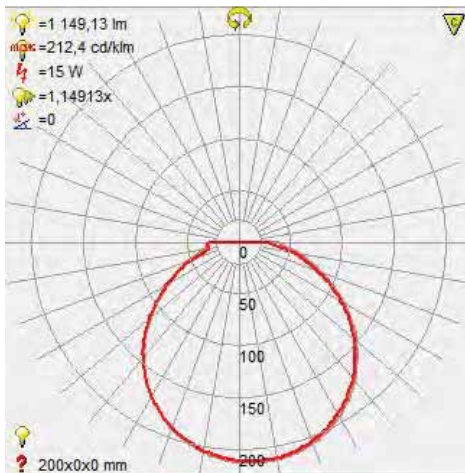 =1 149,13 lm
max =212,4 cd/klm
=15 W
=1,14913x
=0
C
0
50
100
150
200
? 200x0x0 mm